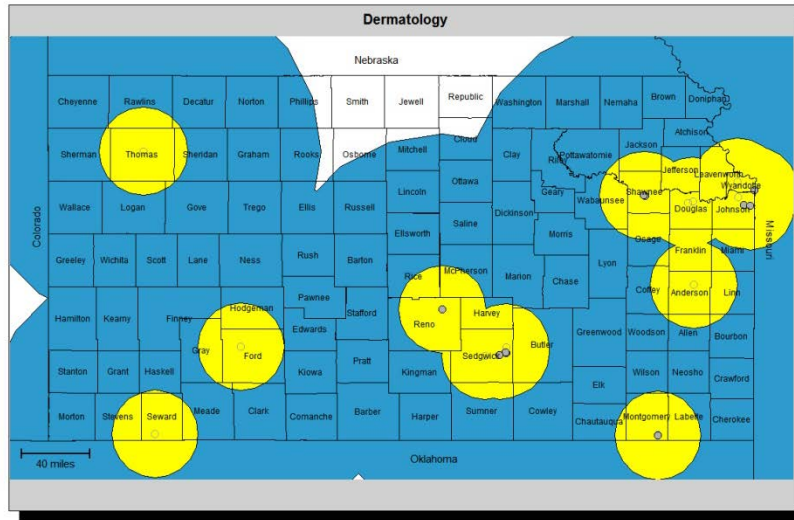 Dermatology
Nebraska
Cheyenne Rawlins Decatur Norton Phillips Smith Jewell Republic Washington Marshall Nemaha Brown Doniphan
Atchison
Cloud
Sherman Thomas Sheridan Graham Rooks Osborne Mitchell Clay Riley Pottawatomie Jackson Jefferson Leavenworth
Wyandotte
Lincoln Ottawa Geary Wabaunsee Shawnee Douglas Johnson
Wallace Logan Gove Trego Ellis Russell Saline Dickinson
Ellsworth Morris Osage Franklin Miami
Colorado
Missouri
Greeley Wichita Scott Lane Ness Rush Barton Rice McPherson Marion Chase Lyon
Coffey Anderson Linn
Pawnee
Hamilton Kearny Finney Hodgeman Stafford Reno Harvey
Edwards Greenwood Woodson Allen Bourbon
Gray Ford Sedgwick Butler
Stanton Grant Haskell Kiowa Pratt Kingman Wilson Neosho Crawford
Elk
Morton Stevens Seward Meade Clark Comanche Barber Harper Sumner Cowley Chautauqua Montgomery Labette Cherokee
40 miles
Oklahoma